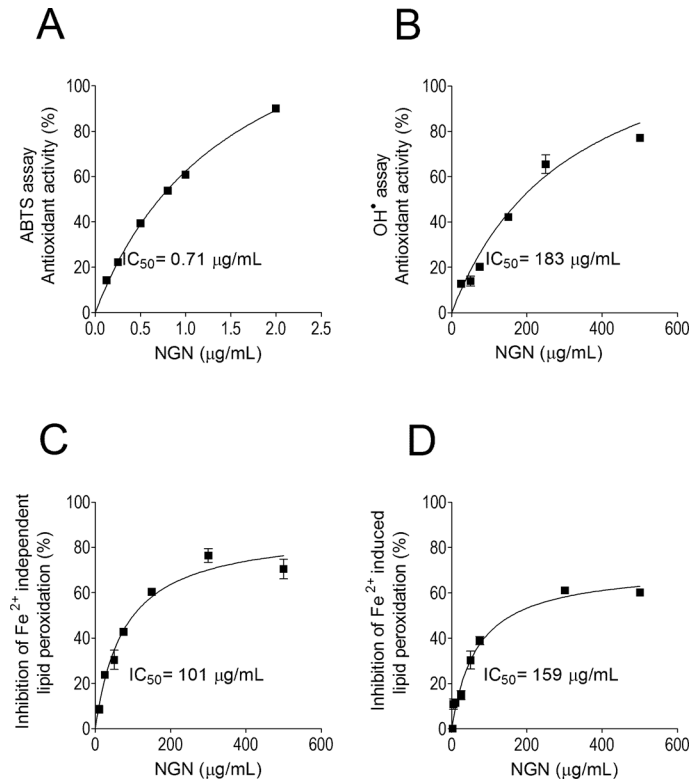 A
ABTS assay
Antioxidant activity (%)
100
80
60
40
20
0
IC50= 0.71 µg/mL
0.0 0.5 1.0 1.5 2.0 2.5
NGN (µg/mL)
B
OH• assay
Antioxidant activity (%)
100
80
60
40
20
0
IC50= 183 µg/mL
0 200 400 600
NGN (µg/mL)
C
Inhibition of Fe2+ independent
lipid peroxidation (%)
100
80
60
40
20
0
IC50= 101 µg/mL
0 200 400 600
NGN (µg/mL)
D
Inhibition of Fe2+ induced
lipid peroxidation (%)
100
80
60
40
20
0
IC50= 159 µg/mL
0 200 400 600
NGN (µg/mL)